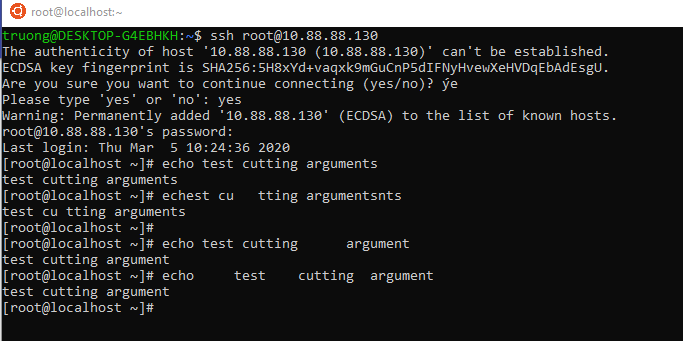 root@localhost:~
truong@DESKTOP-G4EBHKH:~$ ssh root@10.88.88.130
The authenticity of host '10.88.88.130 (10.88.88.130)' can't be established.
ECDSA key fingerprint is SHA256:5H8xYd+vaqxk9mGuCnP5dIFNyHvewXeHVDqEbAdEsgU.
Are you sure you want to continue connecting (yes/no)? ýe
Please type 'yes' or 'no': yes
Warning: Permanently added '10.88.88.130' (ECDSA) to the list of known hosts.
root@10.88.88.130's password:
Last login: Thu Mar  5 10:24:36 2020
[root@localhost ~]# echo test cutting arguments
test cutting arguments
[root@localhost ~]# echest cu   tting argumentsnts
test cu tting arguments
[root@localhost ~]#
[root@localhost ~]# echo test cutting      argument
test cutting argument
[root@localhost ~]# echo     test    cutting  argument
test cutting argument
[root@localhost ~]#